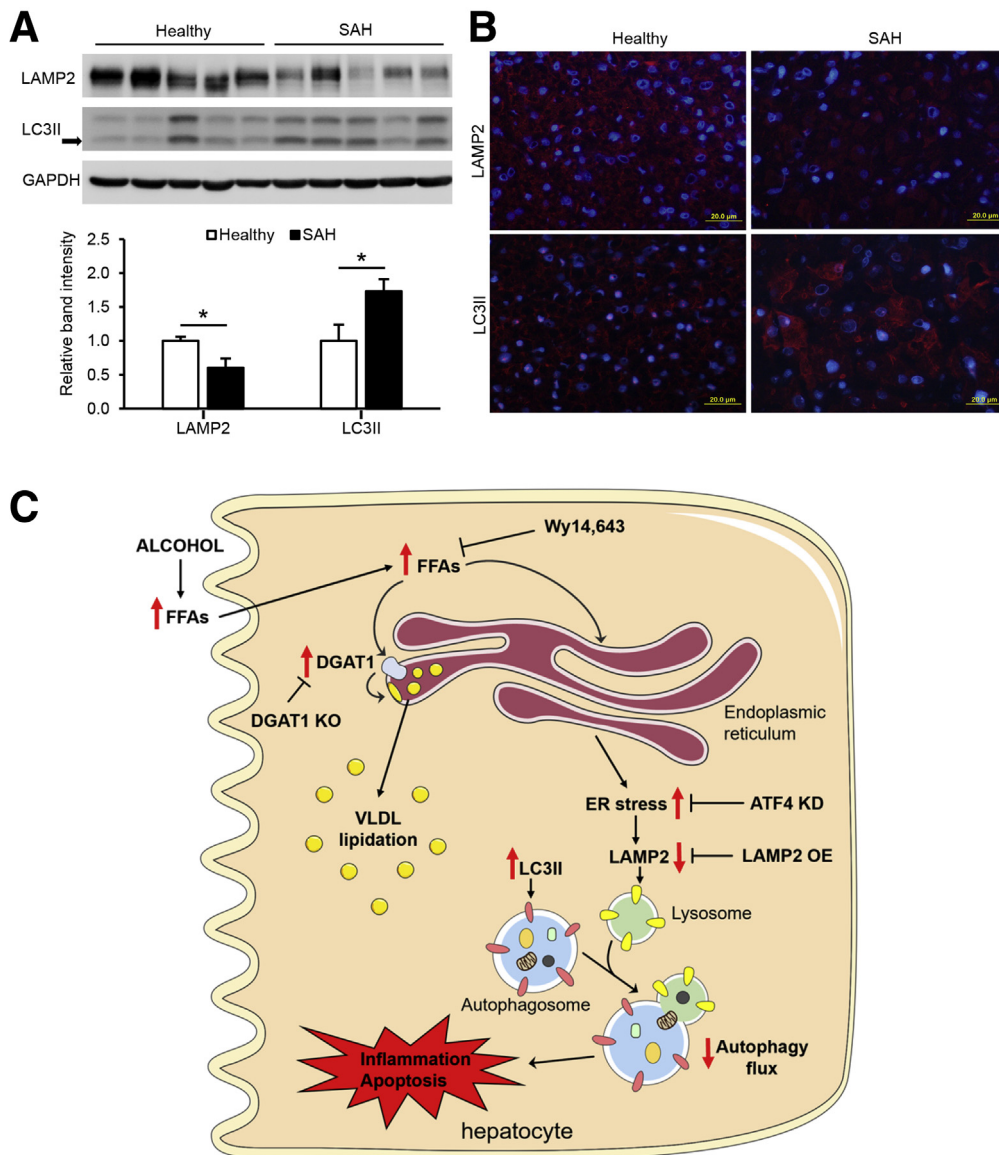 A
Healthy SAH
LAMP2
LC3II
GAPDH
Healthy SAH
Relative band intensity
2.5
2.0
1.5
1.0
0.5
0.0
*
*
LAMP2 LC3II
B
Healthy SAH
LAMP2
20.0 µm
20.0 µm
LC3II
20.0 µm
20.0 µm
C
ALCOHOL
FFAs
FFAs
Wy14,643
DGAT1
DGAT1 KO
Endoplasmic
reticulum
VLDL
lipidation
ER stress
ATF4 KD
LAMP2
LAMP2 OE
LC3II
Lysosome
Autophagosome
Autophagy
flux
Inflammation
Apoptosis
hepatocyte